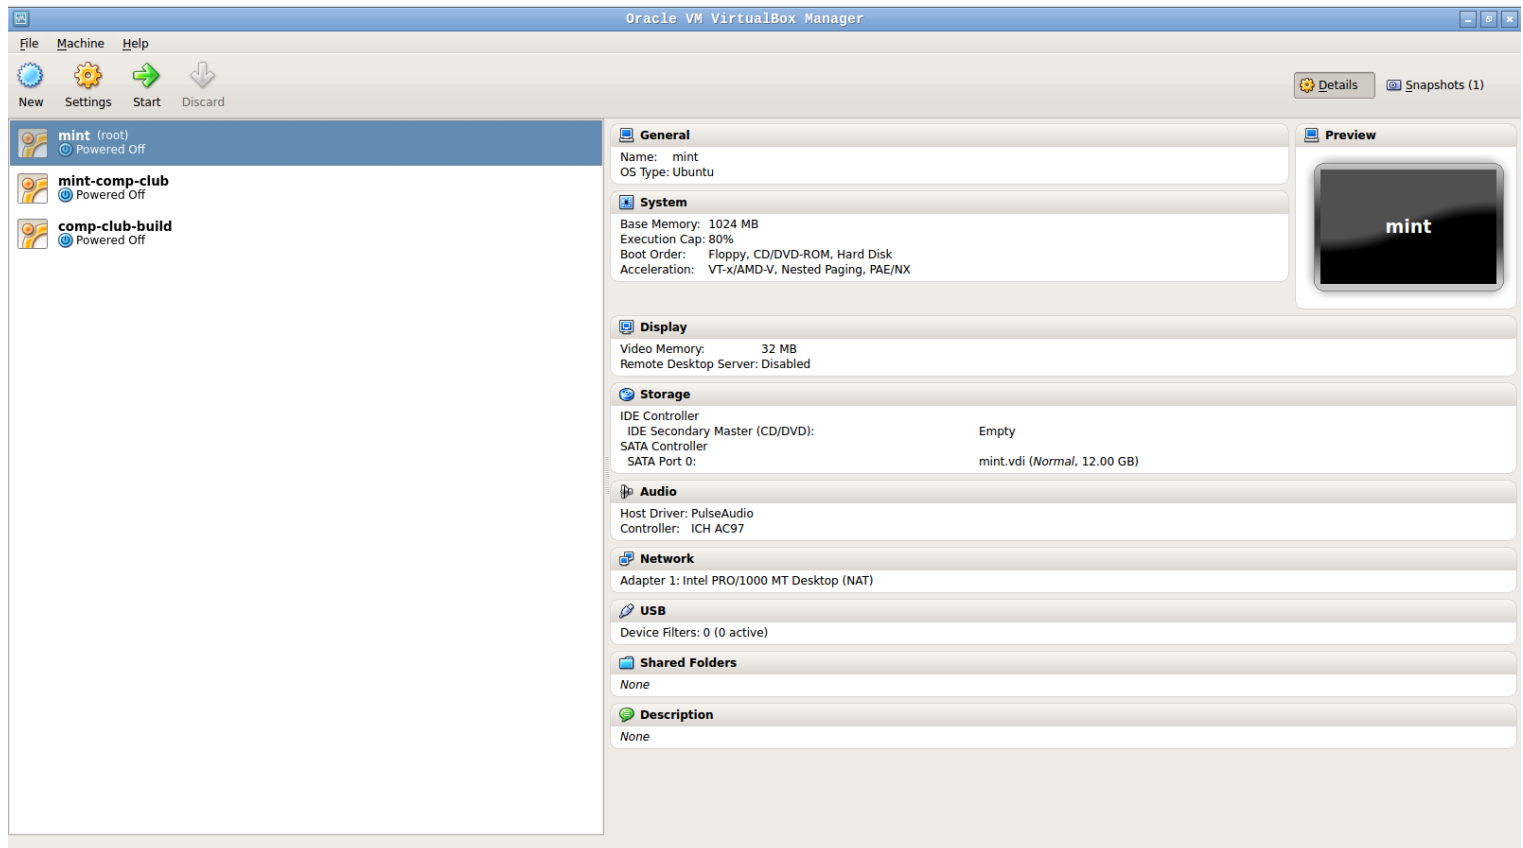 Oracle VM VirtualBox Manager
File Machine Help
New Settings Start Discard
Details Snapshots (1)
mint (root)
Powered Off
mint-comp-club
Powered Off
comp-club-build
Powered Off
General
Name: mint
OS Type: Ubuntu
System
Base Memory: 1024 MB
Execution Cap: 80%
Boot Order: Floppy, CD/DVD-ROM, Hard Disk
Acceleration: VT-x/AMD-V, Nested Paging, PAE/NX
Preview
mint
Display
Video Memory: 32 MB
Remote Desktop Server: Disabled
Storage
IDE Controller
IDE Secondary Master (CD/DVD): Empty
SATA Controller
SATA Port 0: mint.vdi (Normal, 12.00 GB)
Audio
Host Driver: PulseAudio
Controller: ICH AC97
Network
Adapter 1: Intel PRO/1000 MT Desktop (NAT)
USB
Device Filters: 0 (0 active)
Shared Folders
None
Description
None